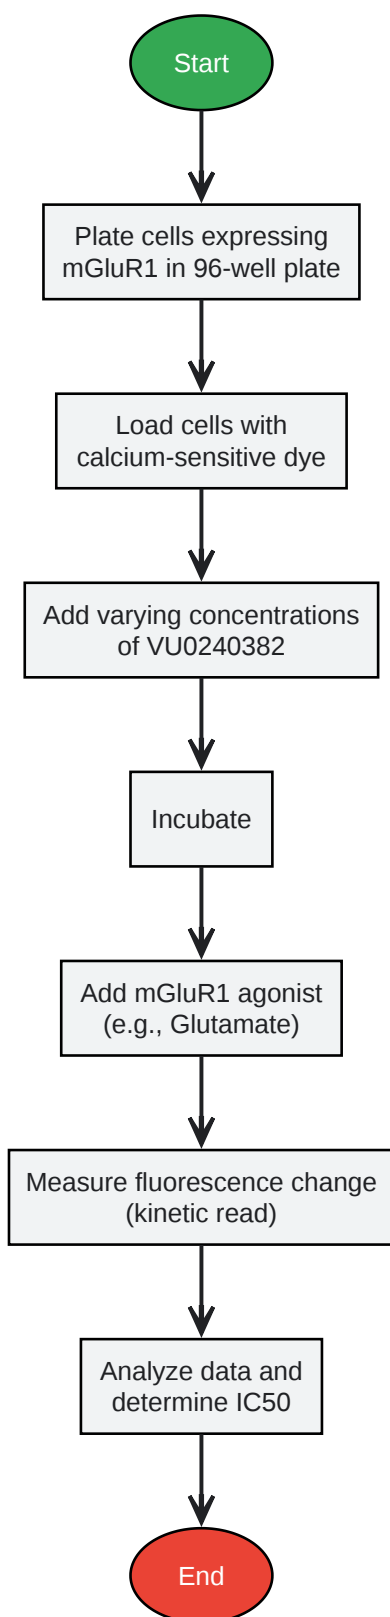 Start
Plate cells expressing
mGluR1 in 96-well plate
Load cells with
calcium-sensitive dye
Add varying concentrations
of VU0240382
Incubate
Add mGluR1 agonist
(e.g., Glutamate)
Measure fluorescence change
(kinetic read)
Analyze data and
determine IC50
End